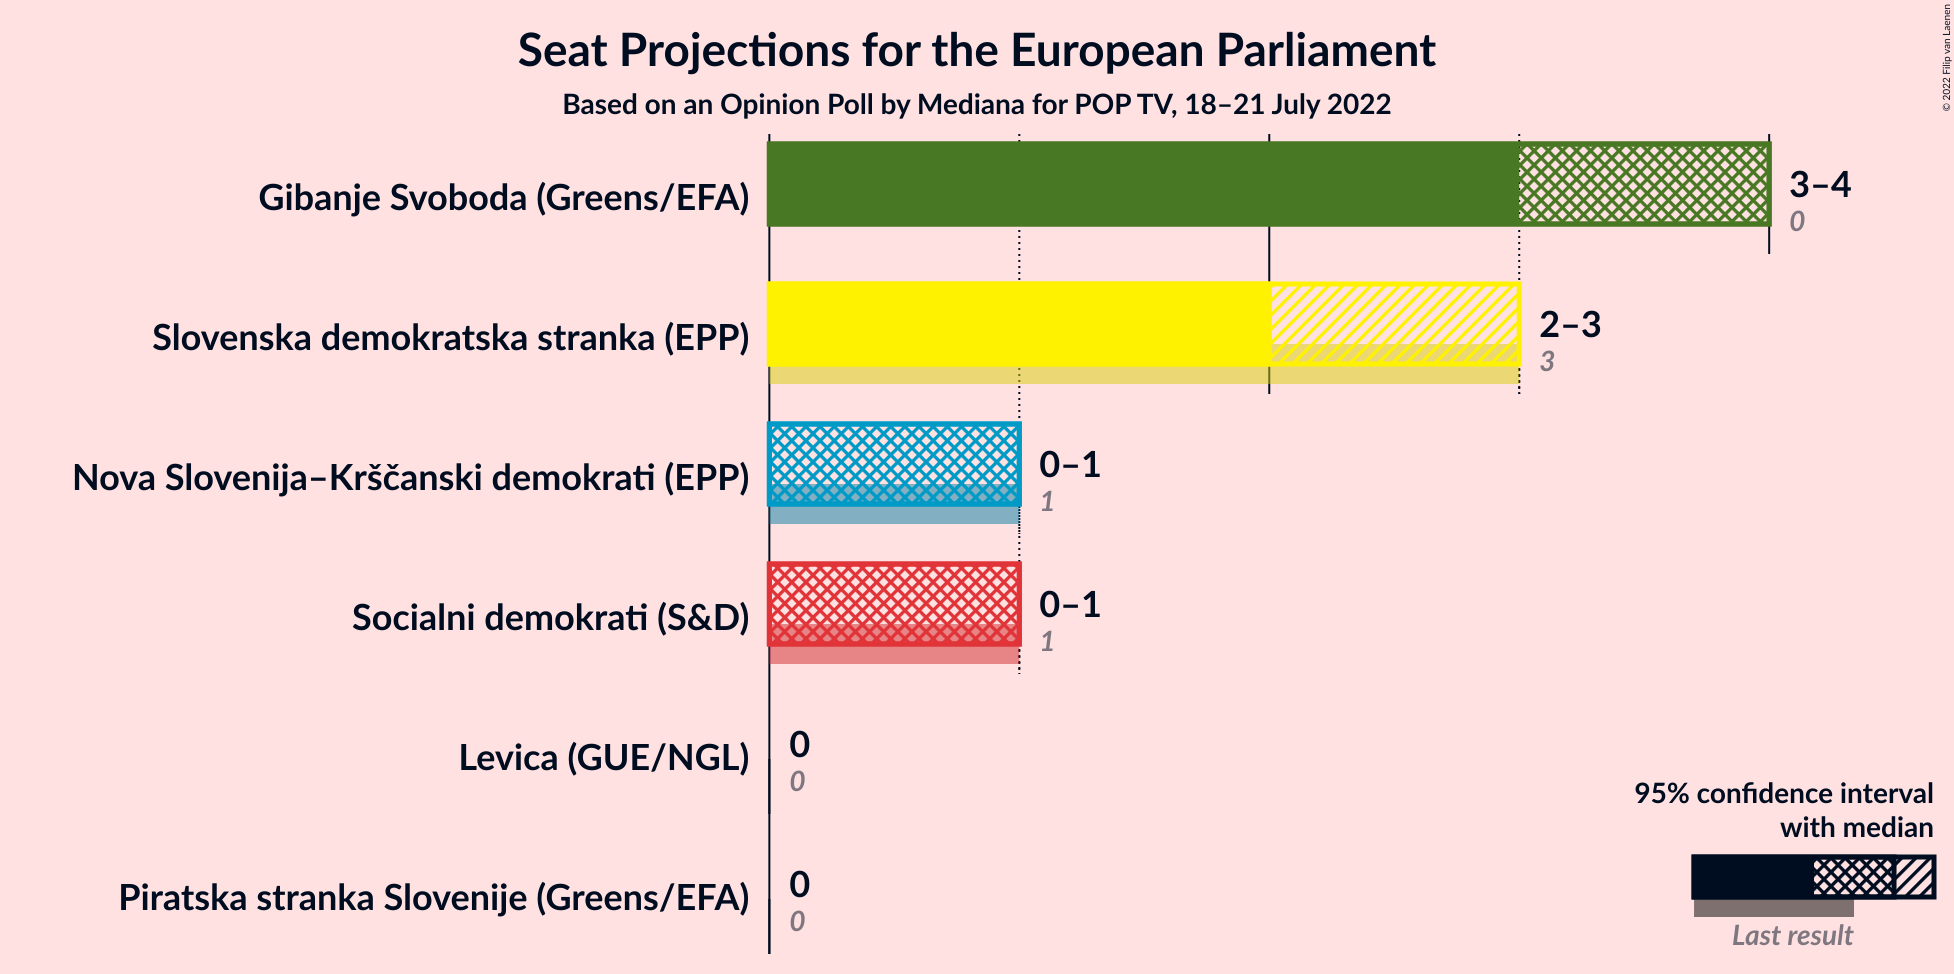 Seat Projections for the European Parliament
Based on an Opinion Poll by Mediana for POP TV, 18–21 July 2022
© 2022 Filip van Laenen
Gibanje Svoboda (Greens/EFA)
3–4
0
Slovenska demokratska stranka (EPP)
2–3
3
Nova Slovenija–Krščanski demokrati (EPP)
0–1
1
Socialni demokrati (S&D)
0–1
1
Levica (GUE/NGL)
0
0
Piratska stranka Slovenije (Greens/EFA)
0
0
95% confidence interval
with median
Last result